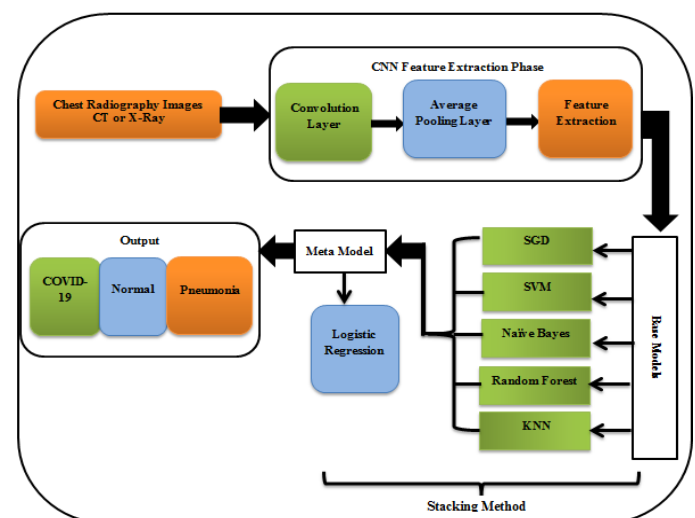 CNN Feature Extraction Phase
Chest Radiography Images
CT or X-Ray
Convolution
Layer
Average
Pooling Layer
Feature
Extraction
Output
COVID-
19
Normal
Pneumonia
Meta Model
Logistic
Regression
SGD
SVM
Naïve Bayes
Random Forest
KNN
Base Models
Stacking Method